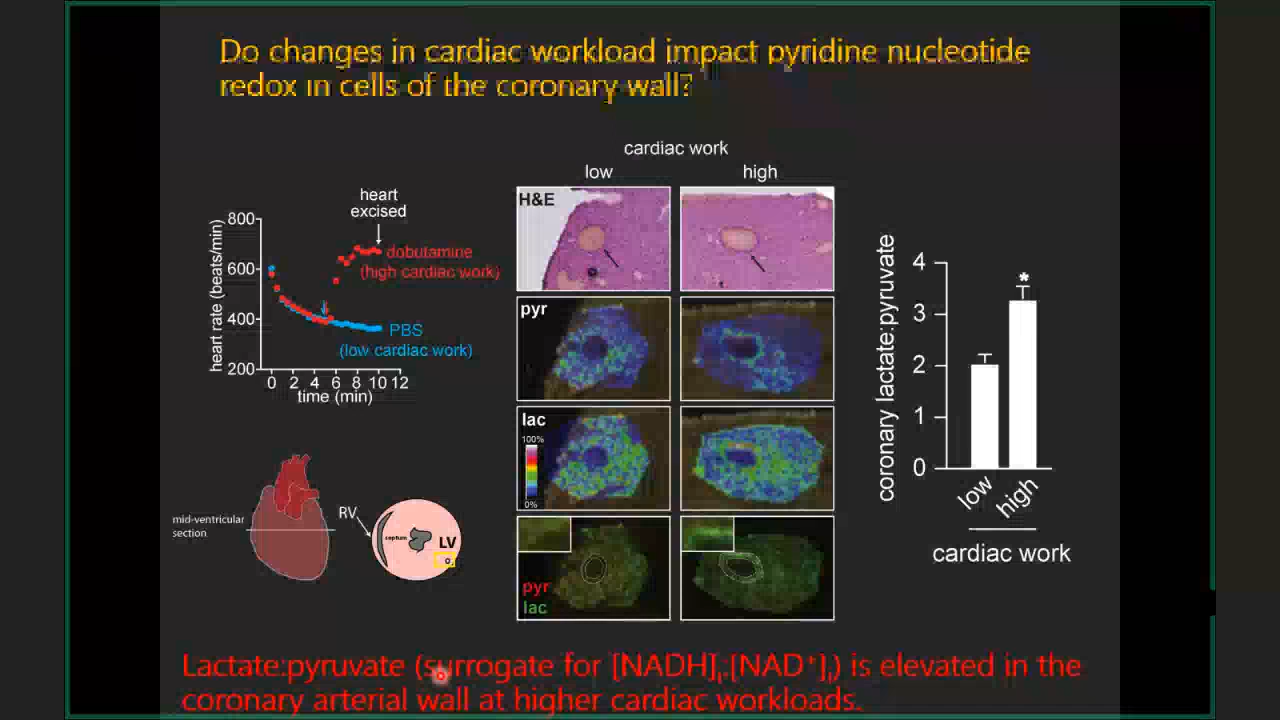 Do changes in cardiac workload impact pyridine nucleotide
redox in cells of the coronary wall?
cardiac work
low
high
heart
excised
heart rate (beats/min)
800
600
400
200
0 2 4 6 8 10 12
time (min)
dobutamine
(high cardiac work)
PBS
(low cardiac work)
mid-ventricular
section
RV
septum
LV
H&E
pyr
lac
100%
0%
pyr
lac
coronary lactate:pyruvate
4
3
2
1
0
*
low
high
cardiac work
Lactate:pyruvate (surrogate for [NADH]i:[NAD+]i) is elevated in the
coronary arterial wall at higher cardiac workloads.